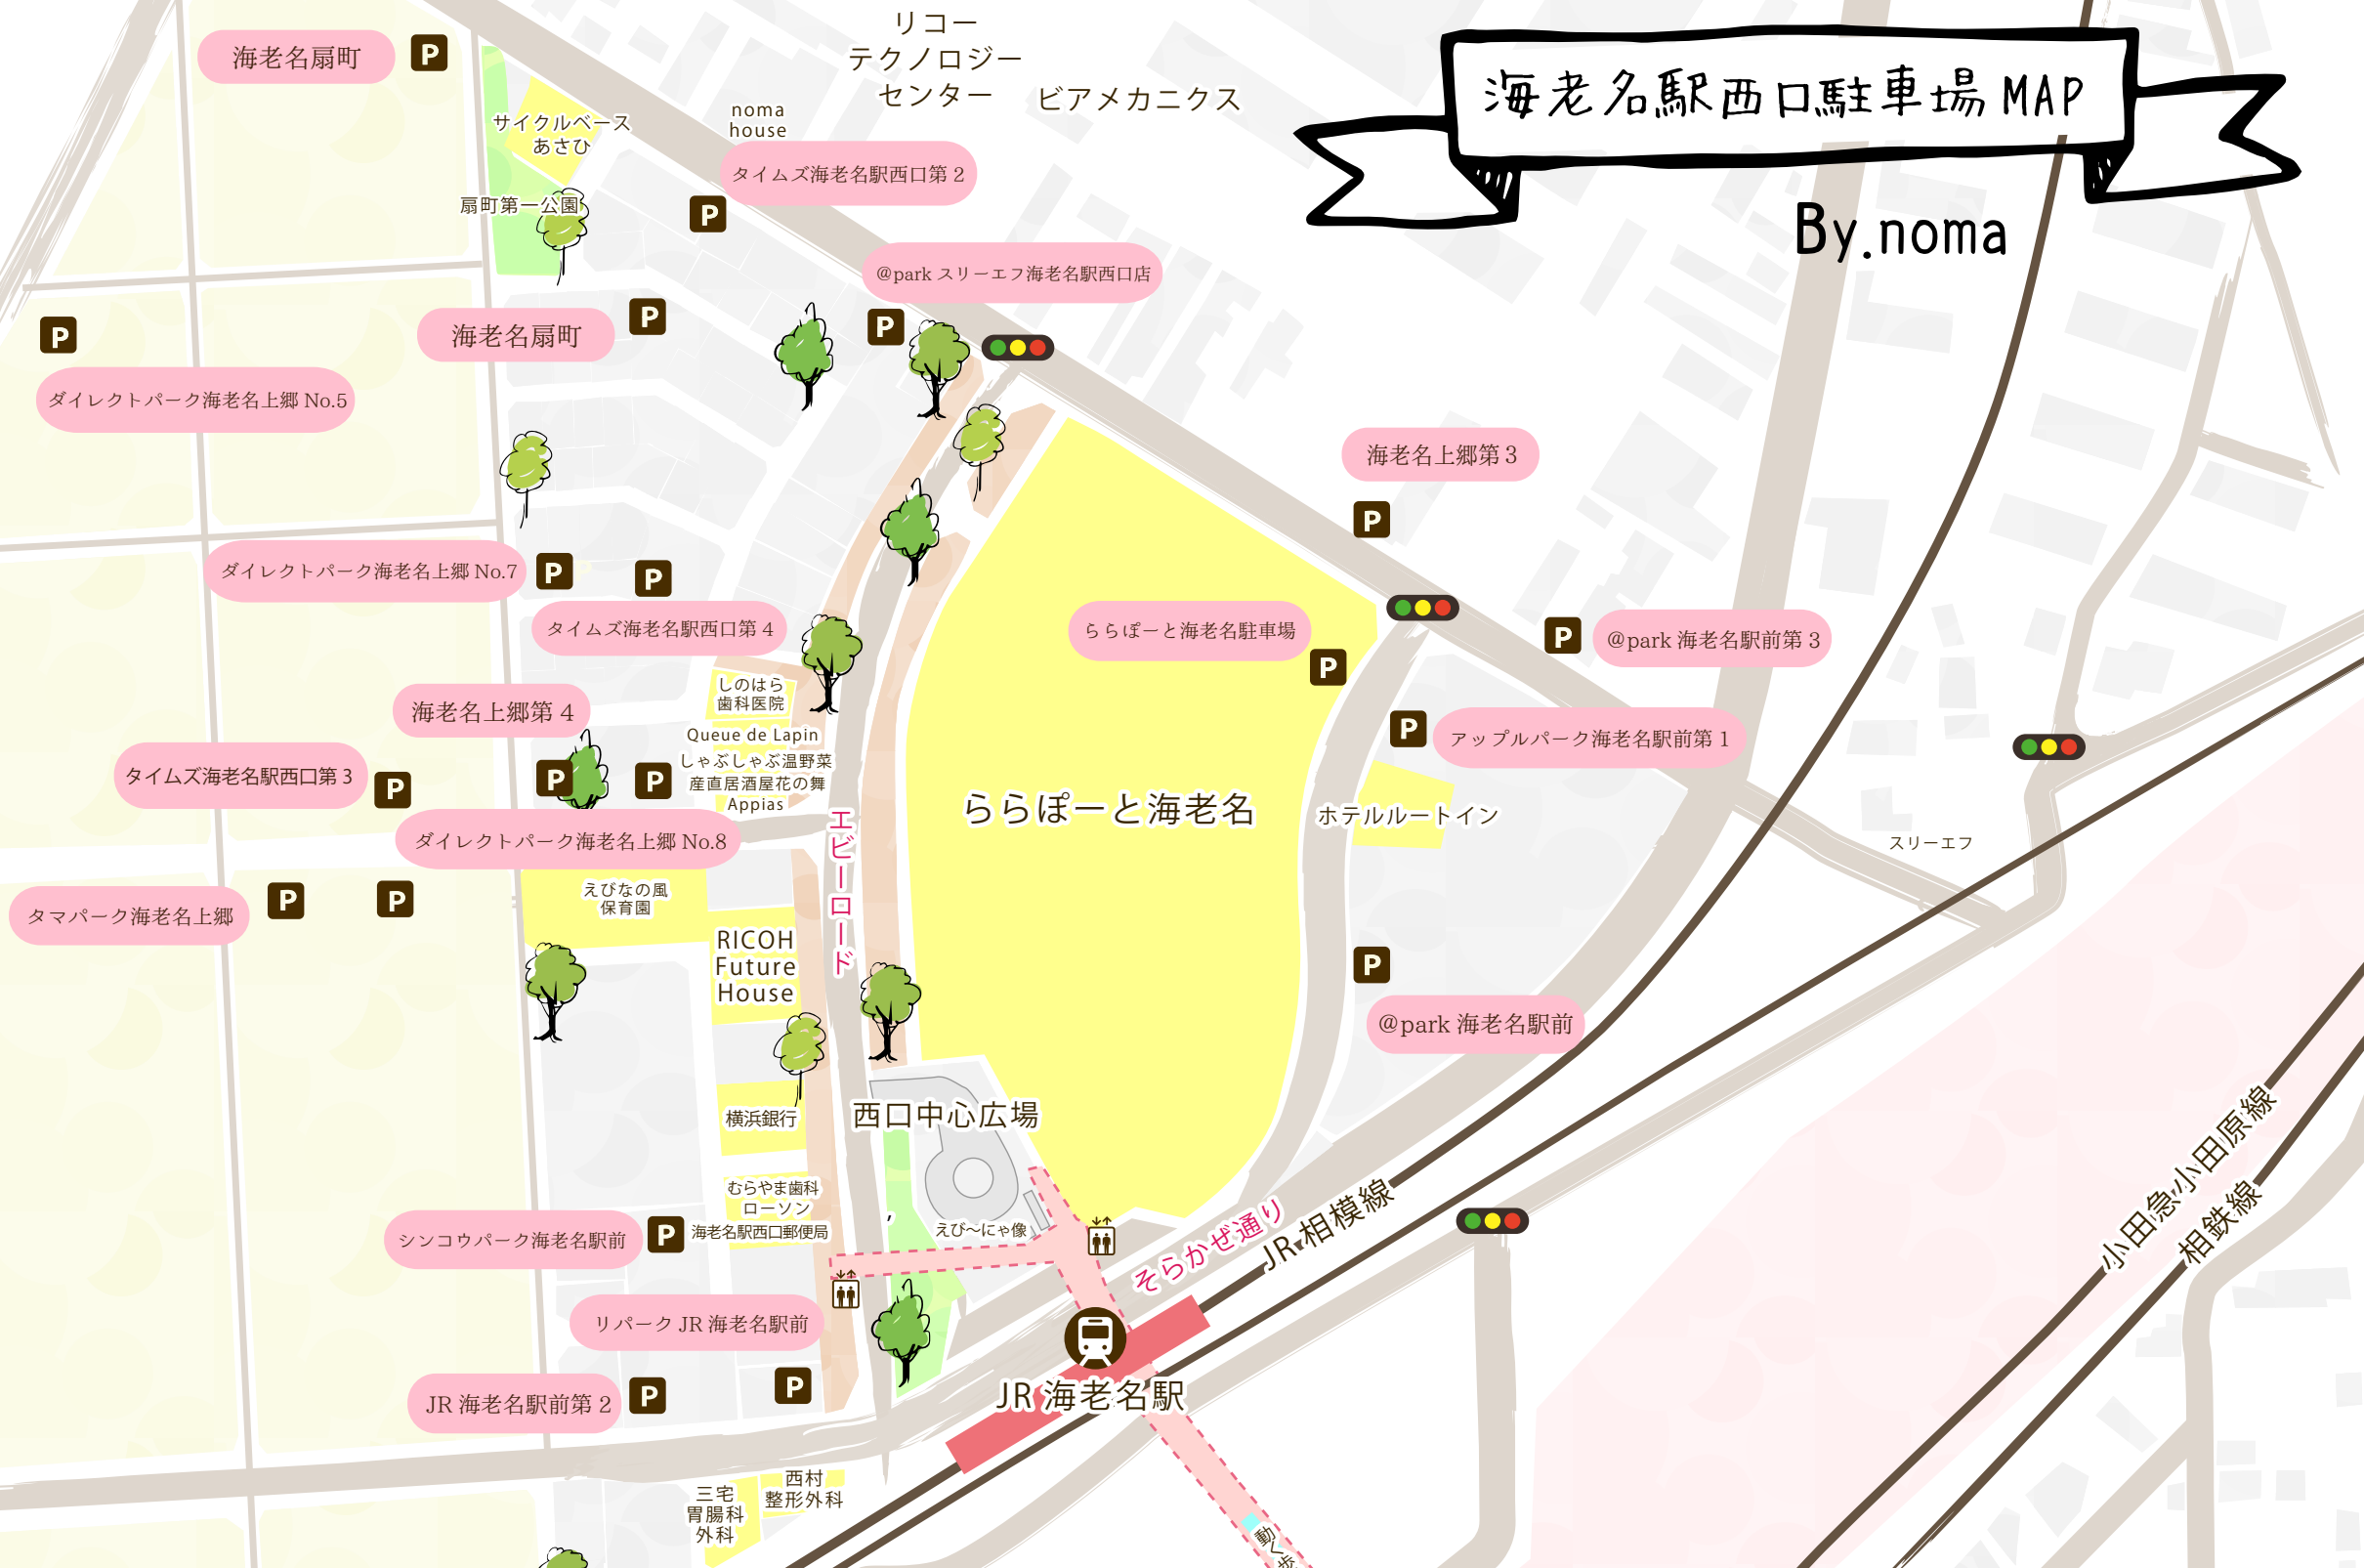 海老名駅西口駐車場 MAP
By.noma
リコー
テクノロジー
センター
ビアメカニクス
海老名扇町
P
サイクルベース
あさひ
noma
house
タイムズ海老名駅西口第 2
P
扇町第一公園
@park スリーエフ海老名駅西口店
P
海老名扇町
P
P
ダイレクトパーク海老名上郷 No.5
海老名上郷第３
P
ダイレクトパーク海老名上郷 No.7
P
P
タイムズ海老名駅西口第 4
ららぽーと海老名駐車場
P
P
@park 海老名駅前第 3
しのはら
歯科医院
海老名上郷第 4
P
アップルパーク海老名駅前第 1
Queue de Lapin
しゃぶしゃぶ温野菜
産直居酒屋花の舞
Appias
タイムズ海老名駅西口第 3
P
P
P
エビーロード
ららぽーと海老名
ホテルルートイン
ダイレクトパーク海老名上郷 No.8
スリーエフ
えびなの風
保育園
タマパーク海老名上郷
P
P
RICOH
Future
House
P
@park 海老名駅前
横浜銀行
西口中心広場
むらやま歯科
ローソン
海老名駅西口郵便局
,
えび〜にゃ像
シンコウパーク海老名駅前
P
そらかぜ通り
JR 相模線
小田急小田原線
相鉄線
リパーク JR 海老名駅前
P
JR 海老名駅前第 2
P
JR 海老名駅
西村
整形外科
三宅
胃腸科
外科
動く歩